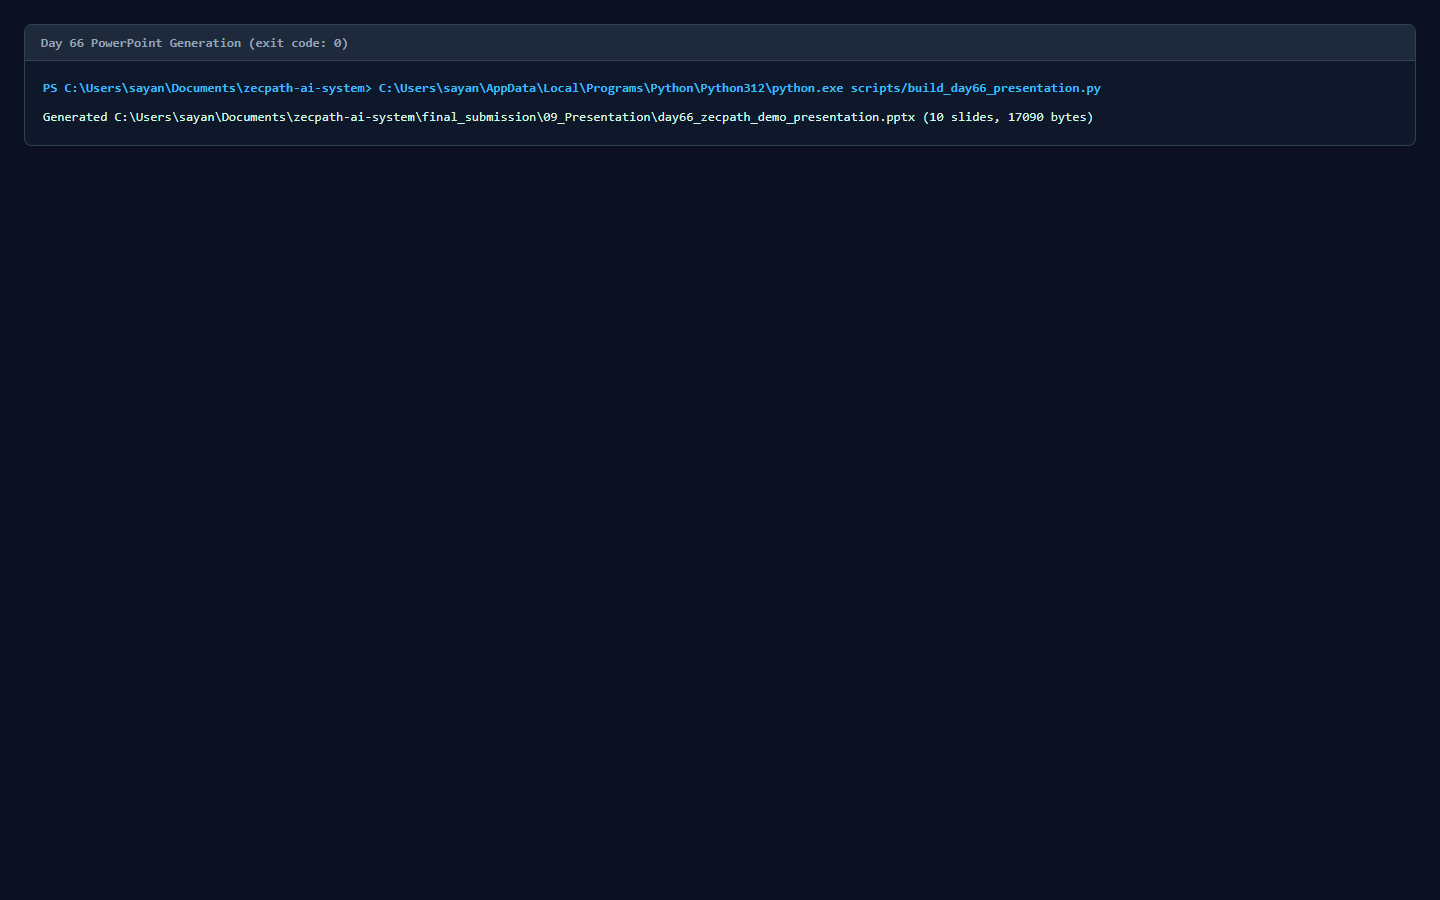 Day 66 PowerPoint Generation (exit code: 0)
PS C:\Users\sayan\Documents\zecpath-ai-system> C:\Users\sayan\AppData\Local\Programs\Python\Python312\python.exe scripts/build_day66_presentation.py
Generated C:\Users\sayan\Documents\zecpath-ai-system\final_submission\09_Presentation\day66_zecpath_demo_presentation.pptx (10 slides, 17090 bytes)